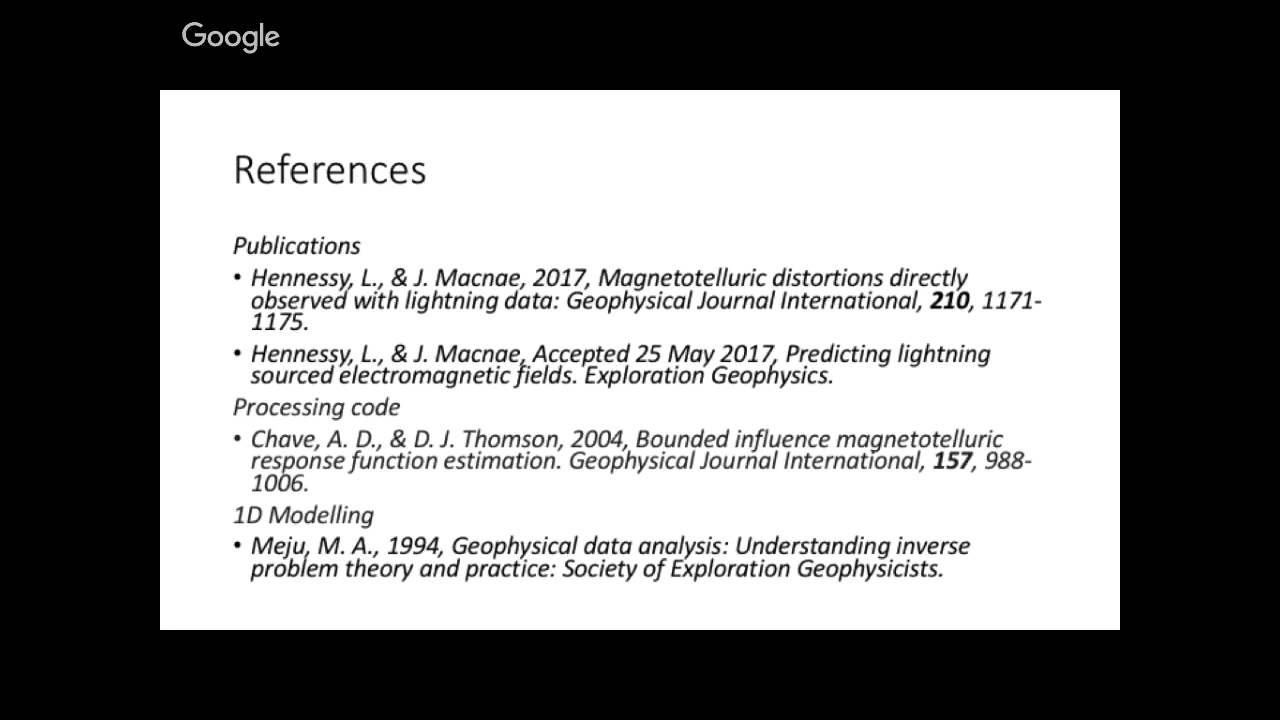 Google
References
Publications
• Hennessy, L., & J. Macnae, 2017, Magnetotelluric distortions directly
observed with lightning data: Geophysical Journal International, 210, 1171-
1175.
• Hennessy, L., & J. Macnae, Accepted 25 May 2017, Predicting lightning
sourced electromagnetic fields. Exploration Geophysics.
Processing code
• Chave, A. D., & D. J. Thomson, 2004, Bounded influence magnetotelluric
response function estimation. Geophysical Journal International, 157, 988-
1006.
1D Modelling
• Meju, M. A., 1994, Geophysical data analysis: Understanding inverse
problem theory and practice: Society of Exploration Geophysicists.